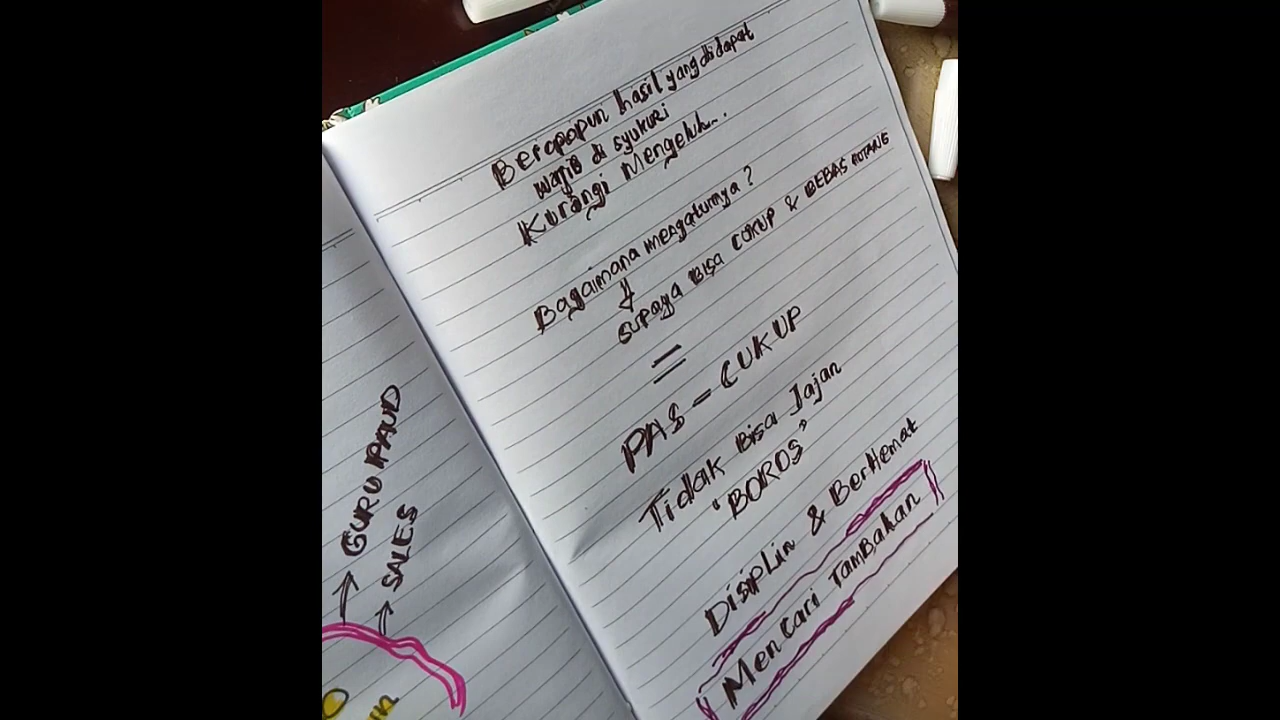 → GURU PAUD
→ SALES
Berapapun hasil yang didapat
wajib di syukuri
Kurangi Mengeluh...
Bagaimana mengaturnya?
↓
Supaya Bisa CUKUP & BEBAS HUTANG
=
PAS - CUKUP
Tidak Bisa Jajan
"BOROS"
Disiplin & BerHemat
Mencari TamBahan